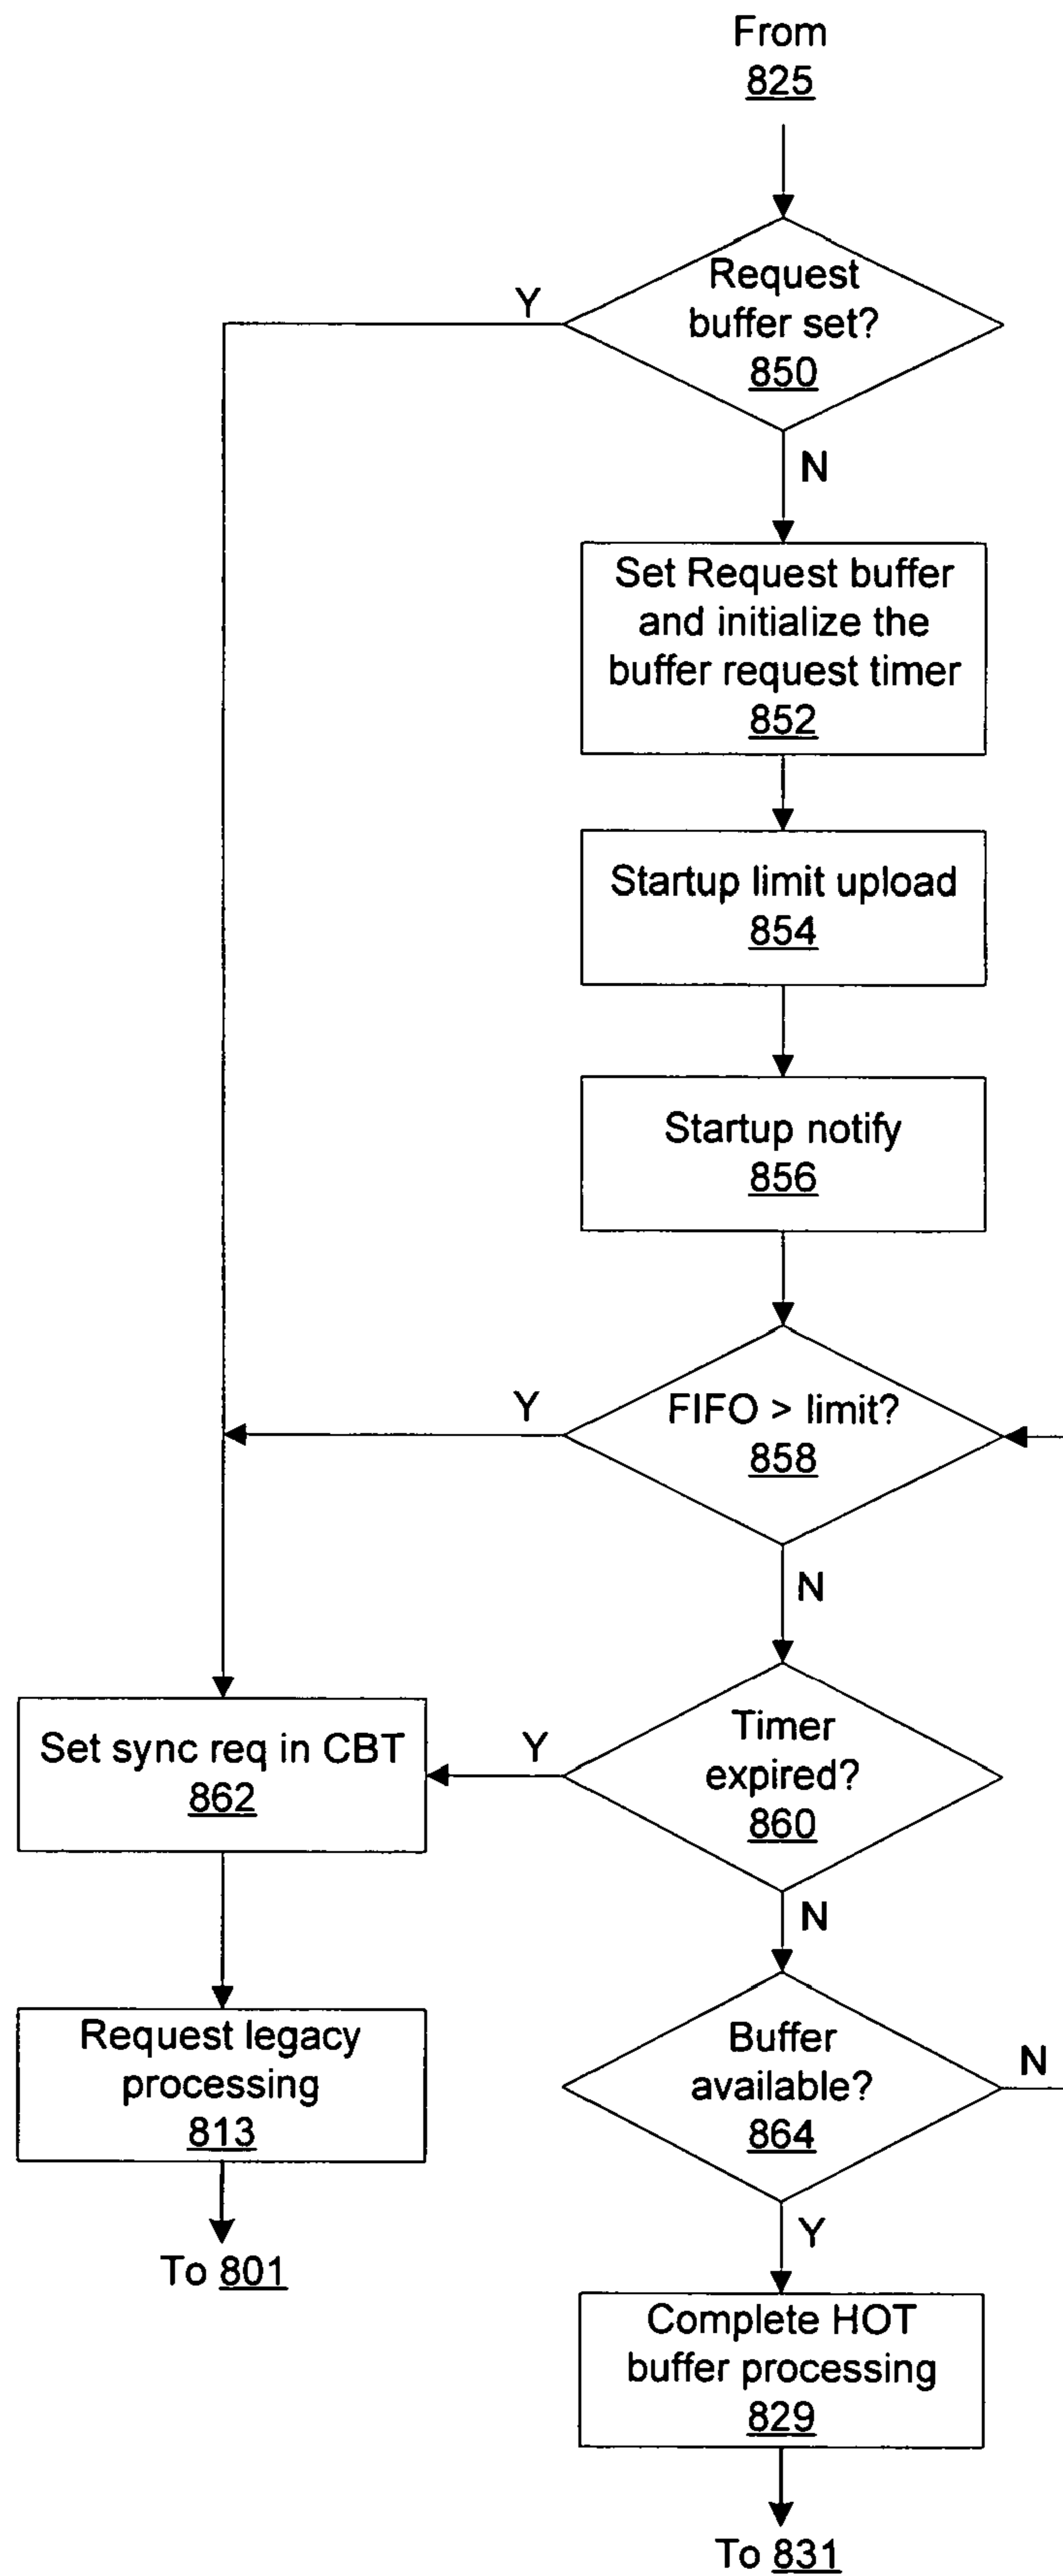 From
825
Request
buffer set?
850
Y
N
Set Request buffer
and initialize the
buffer request timer
852
Startup limit upload
854
Startup notify
856
FIFO > limit?
858
Y
N
Timer
expired?
860
Y
N
Set sync req in CBT
862
Request legacy
processing
813
To 801
Buffer
available?
864
N
Y
Complete HOT
buffer processing
829
To 831